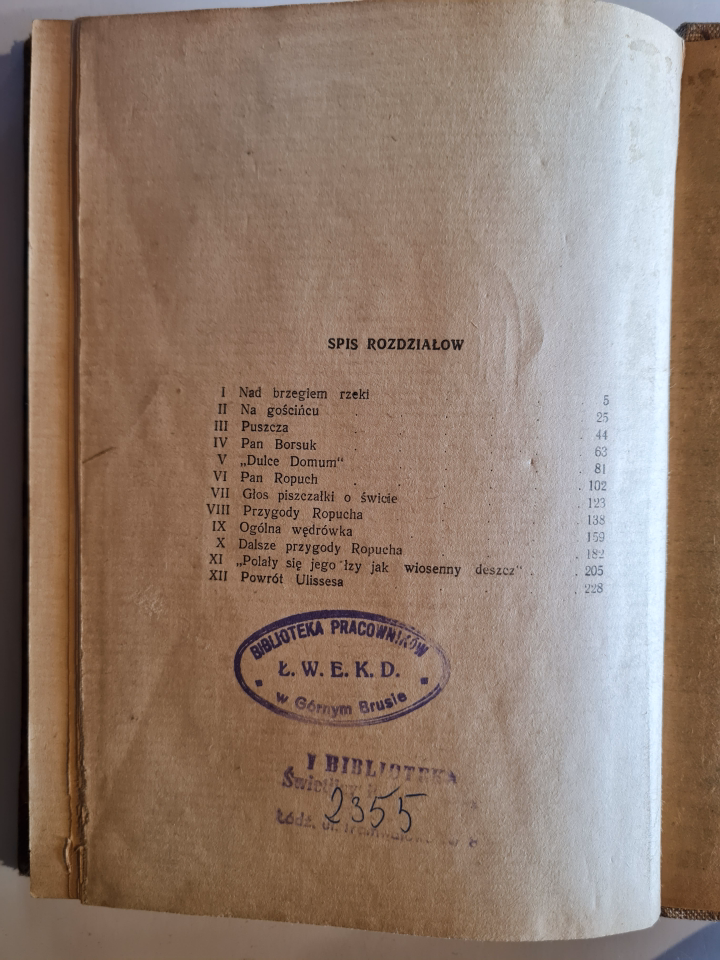 SPIS ROZDZIAŁOW
I Nad brzegiem rzeki 5
II Na gościńcu 25
III Puszcza 44
IV Pan Borsuk 63
V „Dulce Domum“ 81
VI Pan Ropuch 102
VII Głos piszczałki o świcie 123
VIII Przygody Ropucha 138
IX Ogólna wędrówka 159
X Dalsze przygody Ropucha 182
XI „Polały się jego łzy jak wiosenny deszcz“ 205
XII Powrót Ulissesa 228
BIBLIOTEKA PRACOWNIKÓW
Ł. W. E. K. D.
w Górnym Brusie
BIBLIOTEKA
2355
Łódź, ul.